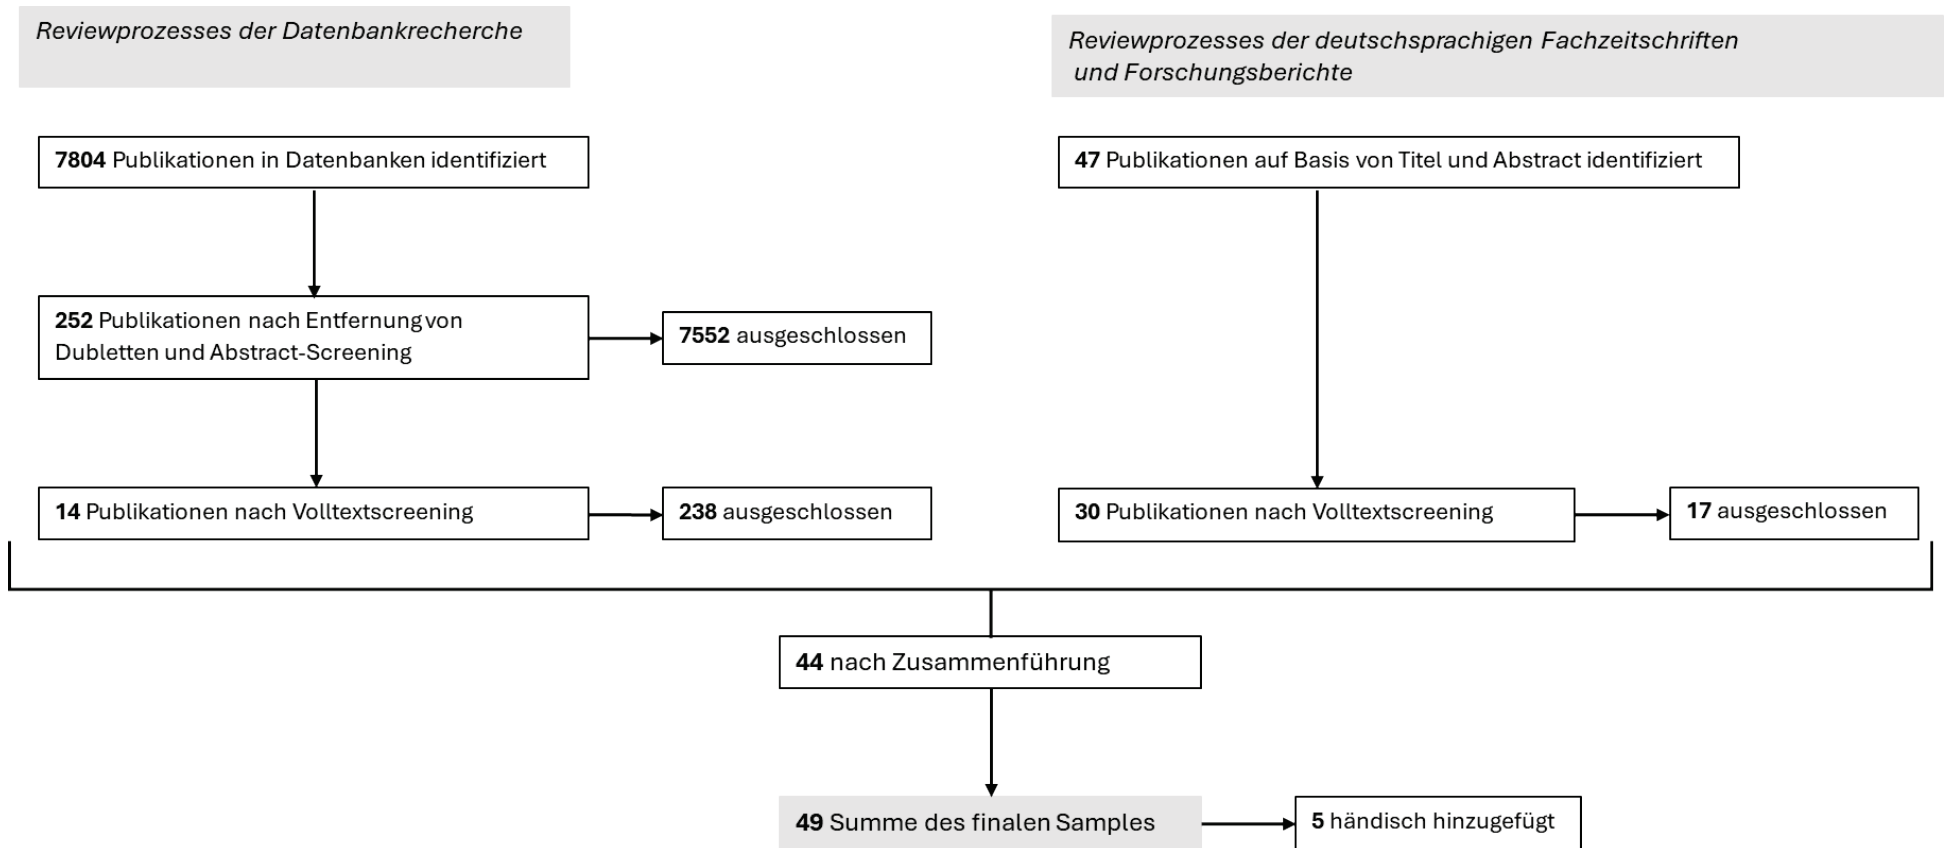 Reviewprozesses der Datenbankrecherche
Reviewprozesses der deutschsprachigen Fachzeitschriften
und Forschungsberichte
7804 Publikationen in Datenbanken identifiziert
47 Publikationen auf Basis von Titel und Abstract identifiziert
252 Publikationen nach Entfernung von
Dubletten und Abstract-Screening
7552 ausgeschlossen
14 Publikationen nach Volltextscreening
238 ausgeschlossen
30 Publikationen nach Volltextscreening
17 ausgeschlossen
44 nach Zusammenführung
49 Summe des finalen Samples
5 händisch hinzugefügt